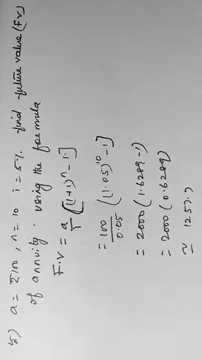 5) a = ₹100, n = 10 i = 5%. find future value (FV)
of annuity. using the formula
F.V = a/i [(1+i)^n - 1]
= 100/0.05 [(1.05)^10 - 1]
= 2000 (1.6289 - 1)
= 2000 (0.6289)
≈ 1257.7